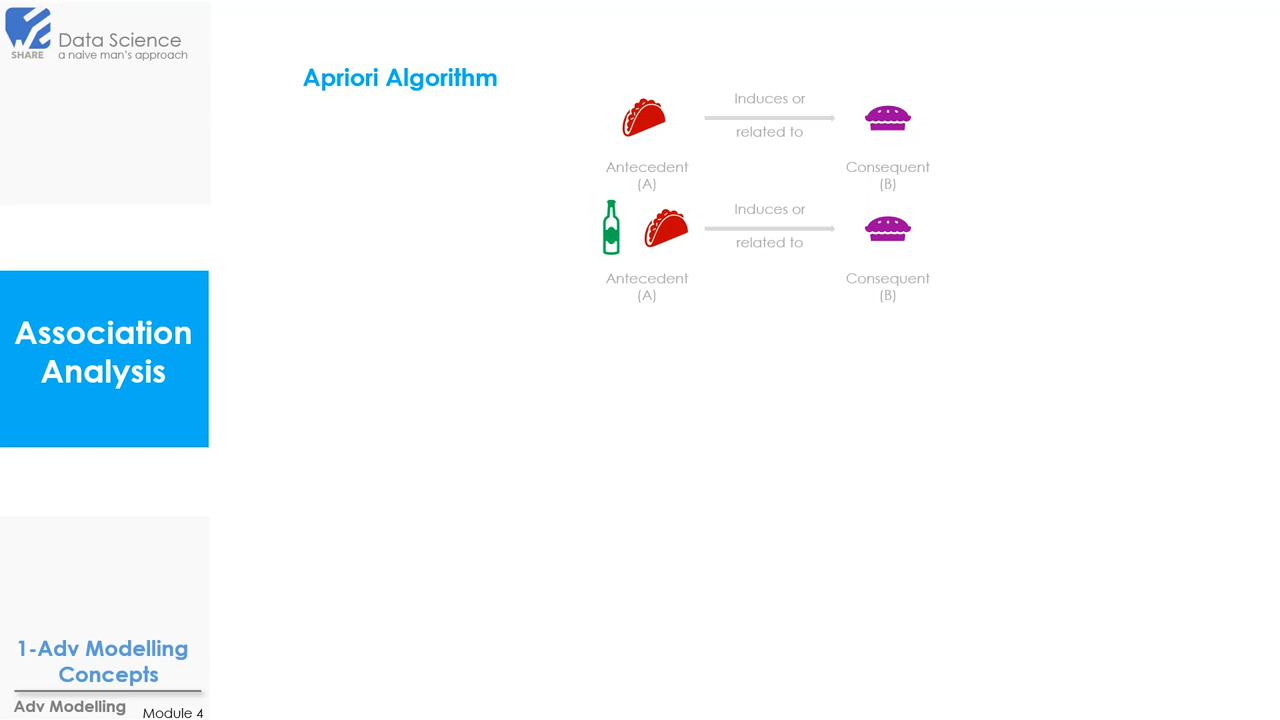 SHARE
Data Science
a naive man's approach
Apriori Algorithm
Induces or
related to
Antecedent
(A)
Consequent
(B)
Induces or
related to
Antecedent
(A)
Consequent
(B)
Association
Analysis
1-Adv Modelling
Concepts
Adv Modelling
Module 4